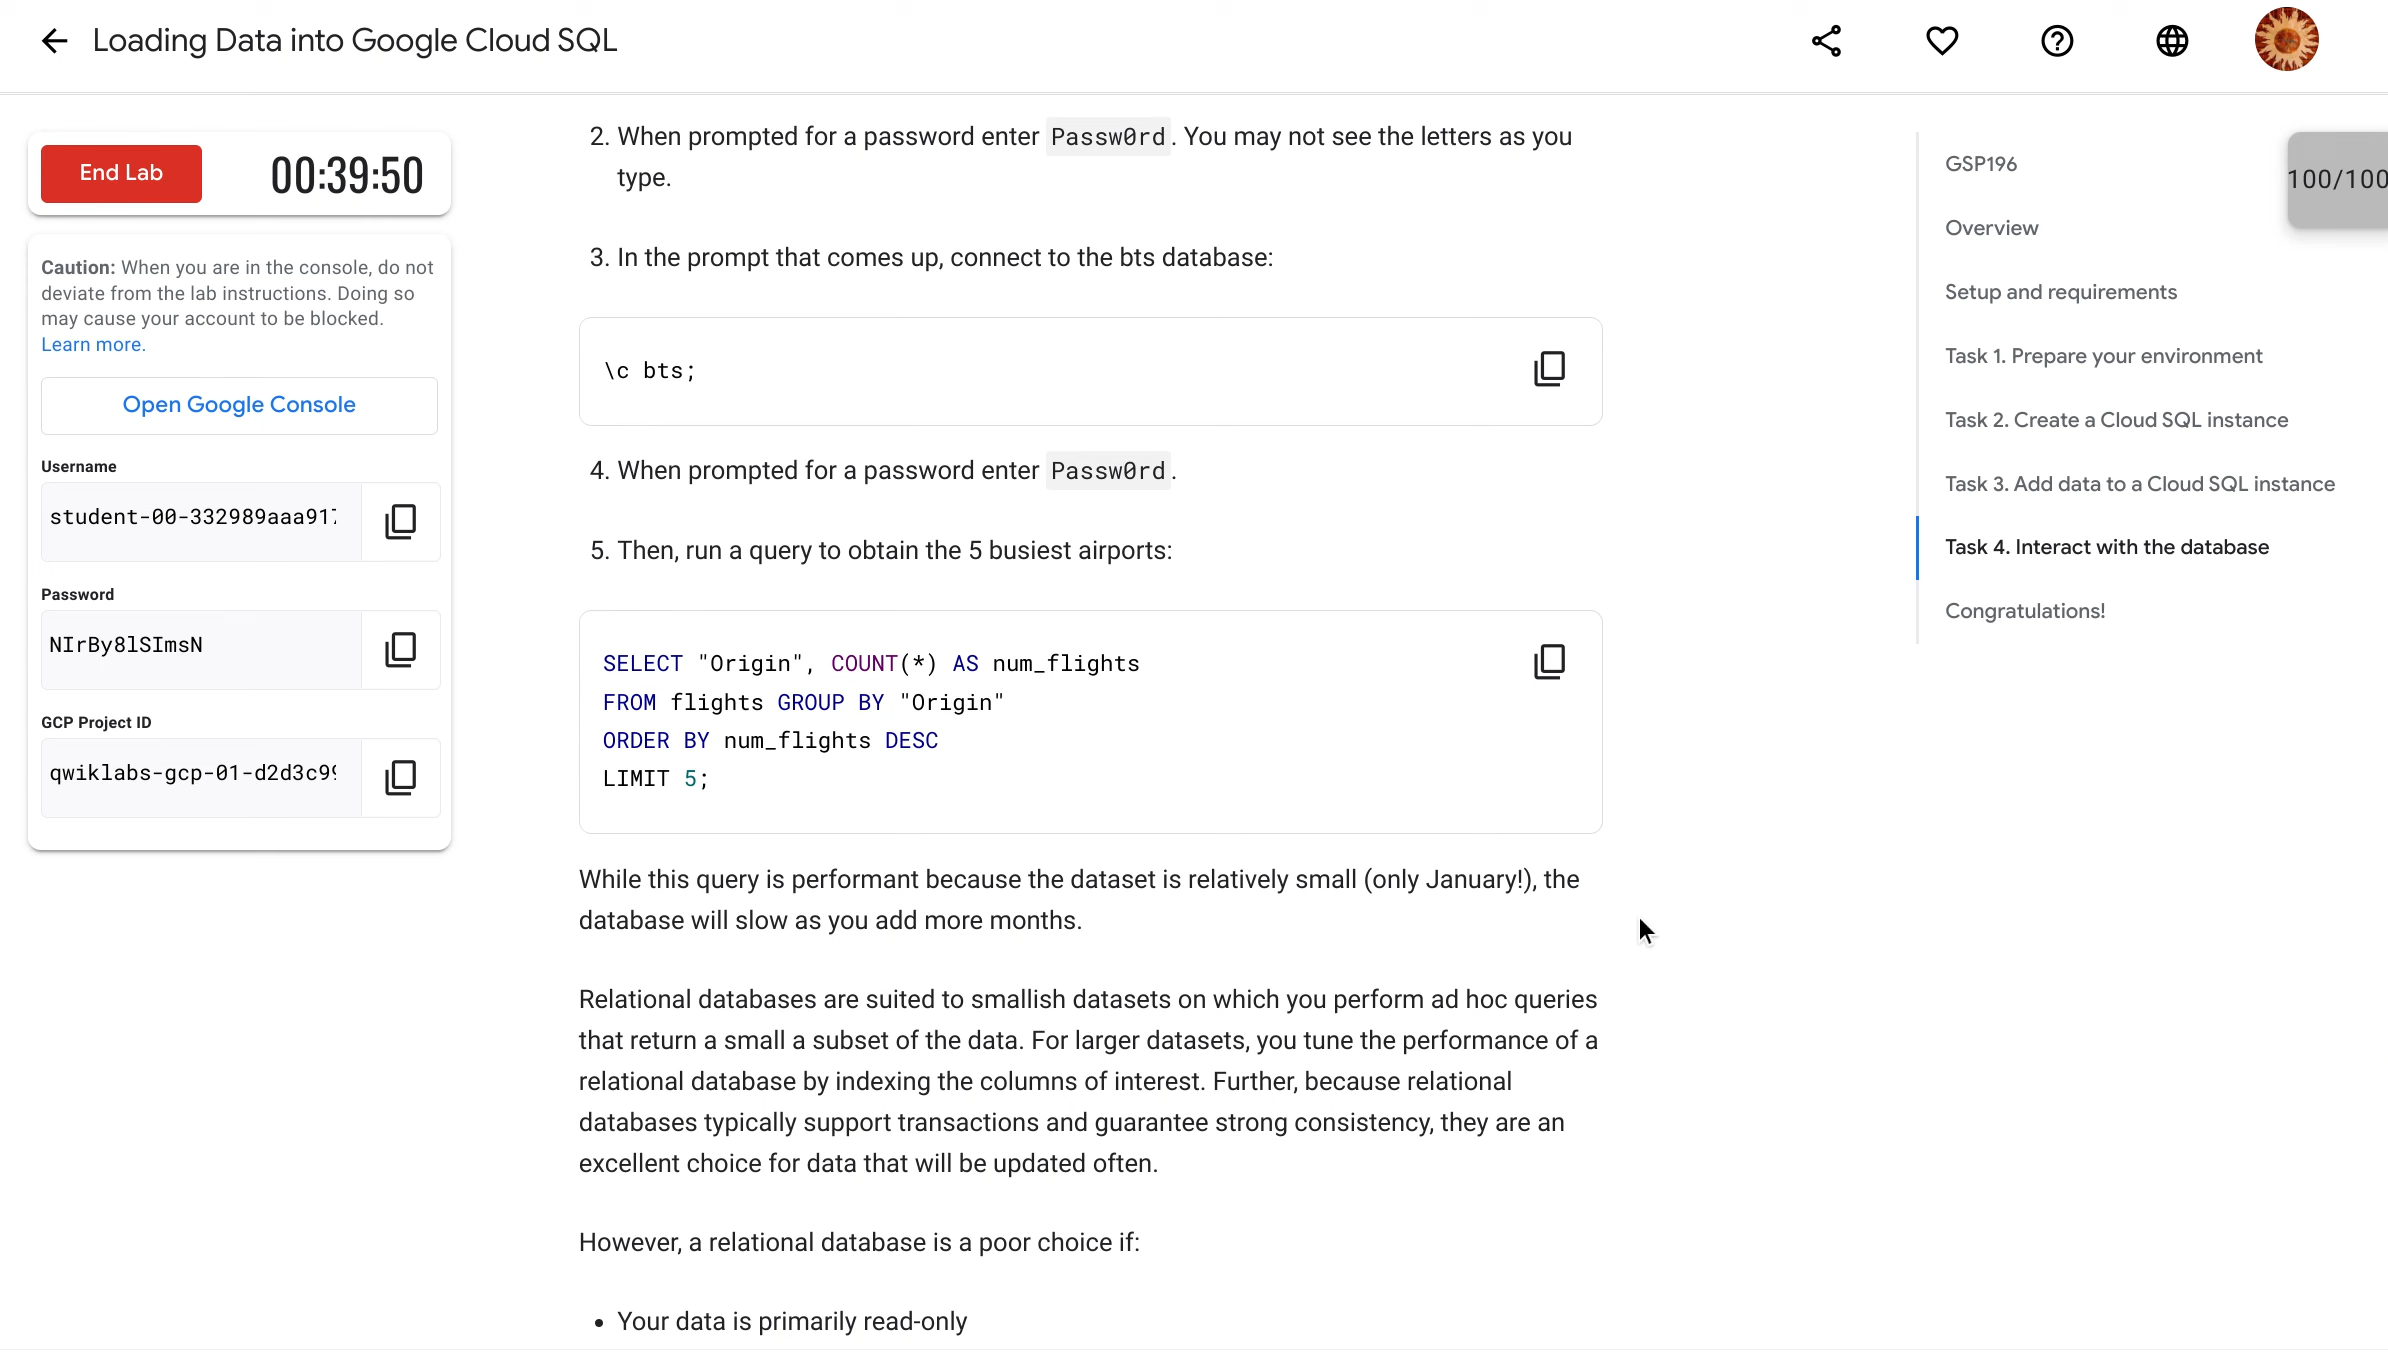 Loading Data into Google Cloud SQL
End Lab
00:39:50
Caution: When you are in the console, do not
deviate from the lab instructions. Doing so
may cause your account to be blocked.
Learn more.
Open Google Console
Username
student-00-332989aaa917
Password
NIrBy8lSImsN
GCP Project ID
qwiklabs-gcp-01-d2d3c99
2. When prompted for a password enter Passw0rd. You may not see the letters as you
type.
3. In the prompt that comes up, connect to the bts database:
\c bts;
4. When prompted for a password enter Passw0rd.
5. Then, run a query to obtain the 5 busiest airports:
SELECT "Origin", COUNT(*) AS num_flights
FROM flights GROUP BY "Origin"
ORDER BY num_flights DESC
LIMIT 5;
While this query is performant because the dataset is relatively small (only January!), the
database will slow as you add more months.
Relational databases are suited to smallish datasets on which you perform ad hoc queries
that return a small a subset of the data. For larger datasets, you tune the performance of a
relational database by indexing the columns of interest. Further, because relational
databases typically support transactions and guarantee strong consistency, they are an
excellent choice for data that will be updated often.
However, a relational database is a poor choice if:
• Your data is primarily read-only
GSP196
Overview
Setup and requirements
Task 1. Prepare your environment
Task 2. Create a Cloud SQL instance
Task 3. Add data to a Cloud SQL instance
Task 4. Interact with the database
Congratulations!
100/100